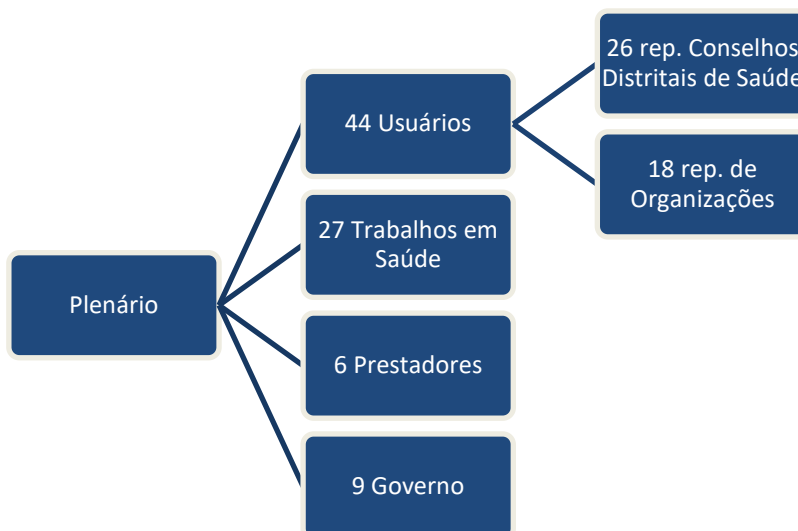 Plenário
44 Usuários
26 rep. Conselhos
Distritais de Saúde
18 rep. de
Organizações
27 Trabalhos em
Saúde
6 Prestadores
9 Governo